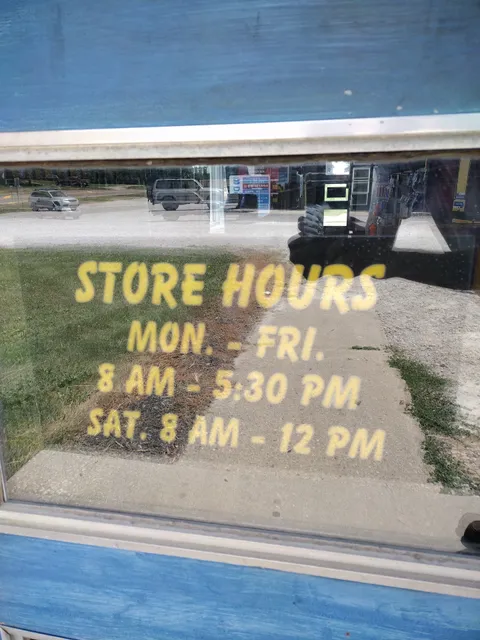 STORE HOURS
MON. - FRI.
8 AM - 5:30 PM
SAT. 8 AM - 12 PM